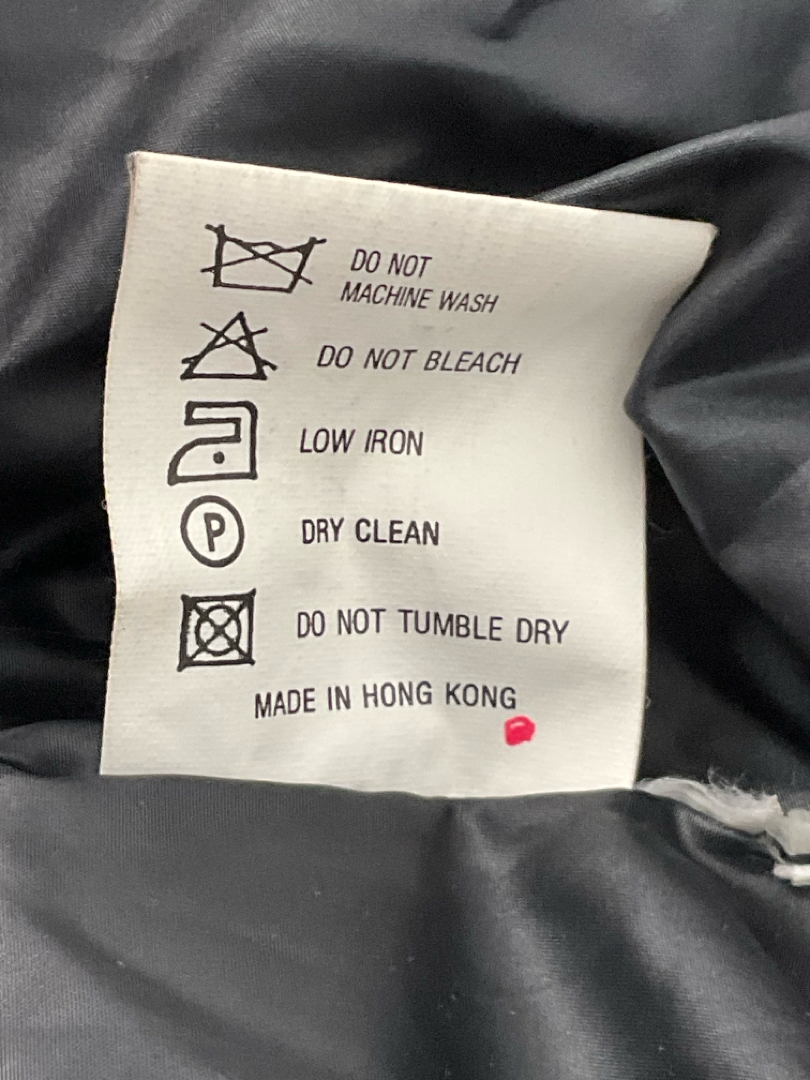 DO NOT
MACHINE WASH
DO NOT BLEACH
LOW IRON
P
DRY CLEAN
DO NOT TUMBLE DRY
MADE IN HONG KONG